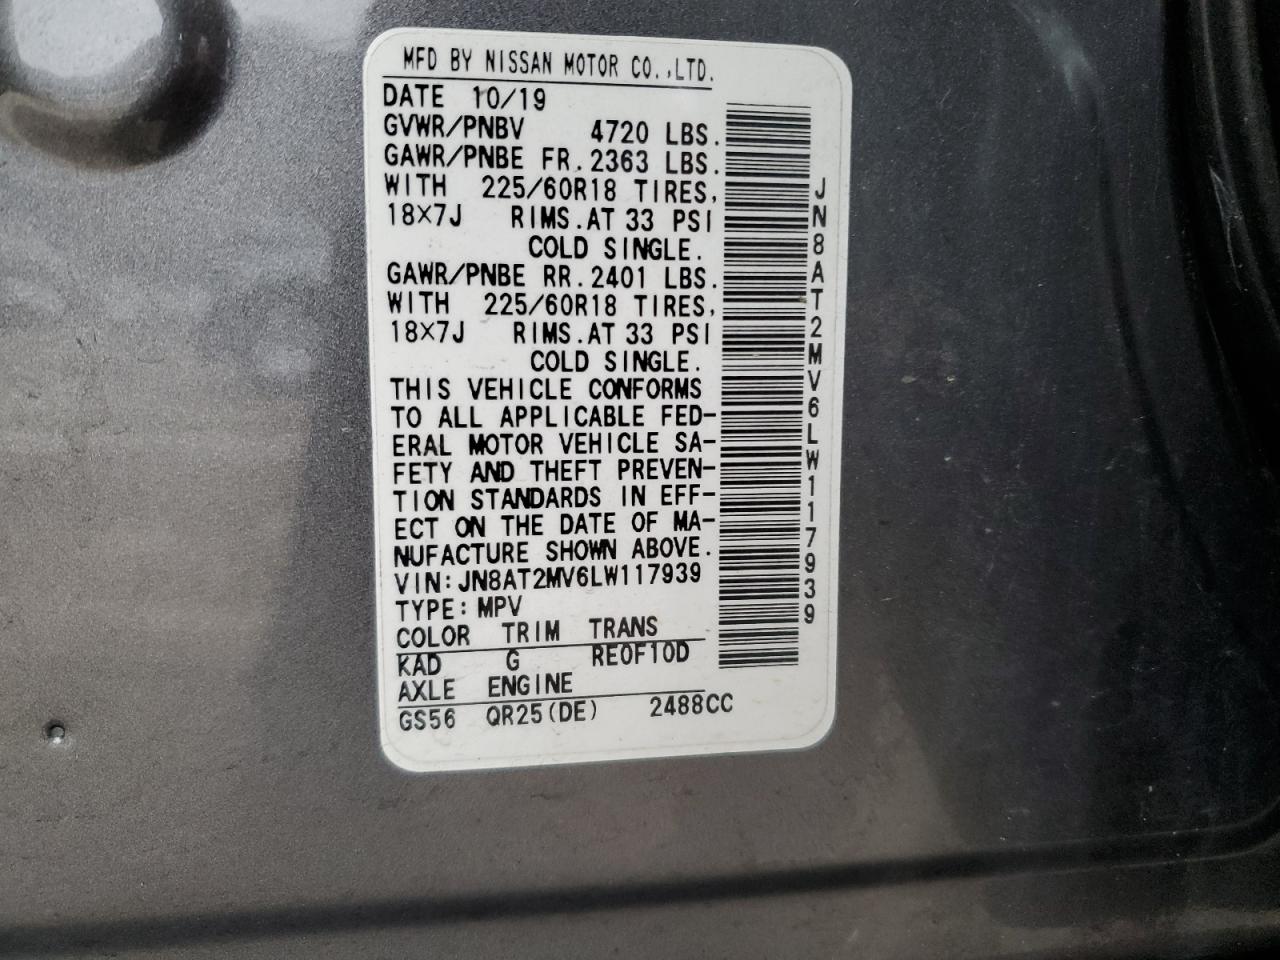 MFD BY NISSAN MOTOR CO.,LTD.
DATE 10/19
GVWR/PNBV 4720 LBS.
GAWR/PNBE FR.2363 LBS.
WITH 225/60R18 TIRES,
18×7J RIMS.AT 33 PSI
COLD SINGLE.
GAWR/PNBE RR.2401 LBS.
WITH 225/60R18 TIRES,
18×7J RIMS.AT 33 PSI
COLD SINGLE.
THIS VEHICLE CONFORMS
TO ALL APPLICABLE FED-
ERAL MOTOR VEHICLE SA-
FETY AND THEFT PREVEN-
TION STANDARDS IN EFF-
ECT ON THE DATE OF MA-
NUFACTURE SHOWN ABOVE.
VIN:JN8AT2MV6LW117939
TYPE:MPV
COLOR TRIM TRANS
KAD G RE0F10D
AXLE ENGINE
GS56 QR25(DE) 2488CC
JN8AT2MV6LW117939